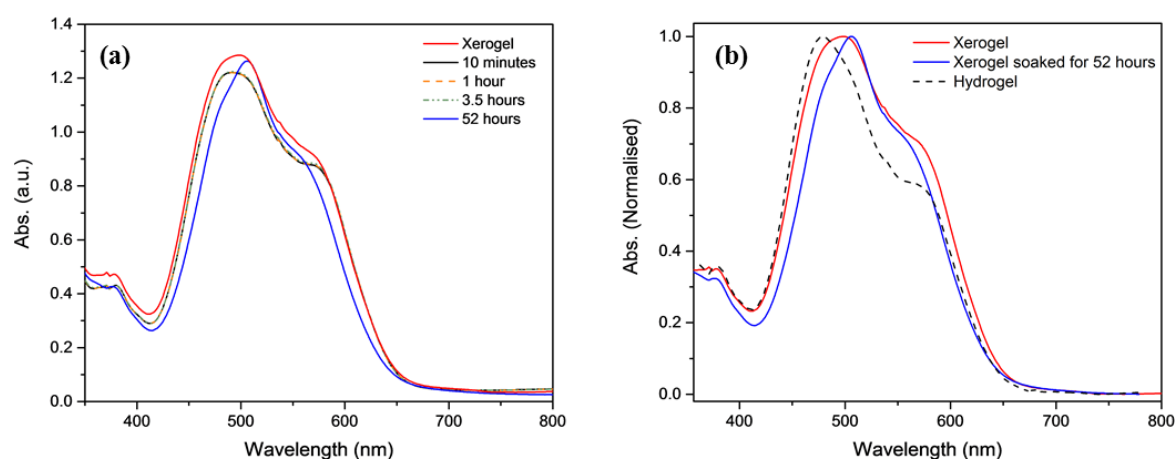 (a)
Xerogel
10 minutes
1 hour
3.5 hours
52 hours
Abs. (a.u.)
1.4
1.2
1.0
0.8
0.6
0.4
0.2
0.0
400 500 600 700 800
Wavelength (nm)
(b)
Xerogel
Xerogel soaked for 52 hours
Hydrogel
Abs. (Normalised)
1.0
0.8
0.6
0.4
0.2
0.0
400 500 600 700 800
Wavelength (nm)